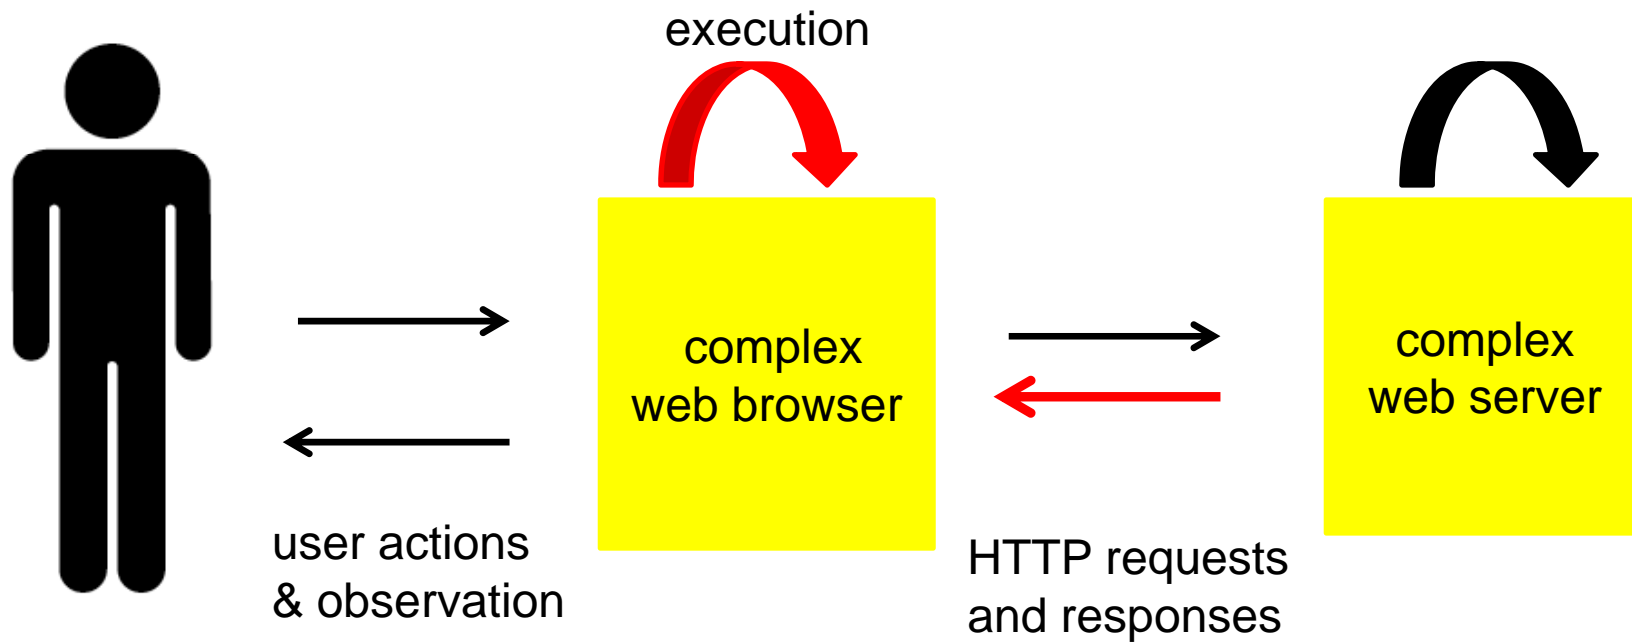 execution
complex
web browser
complex
web server
user actions
& observation
HTTP requests
and responses